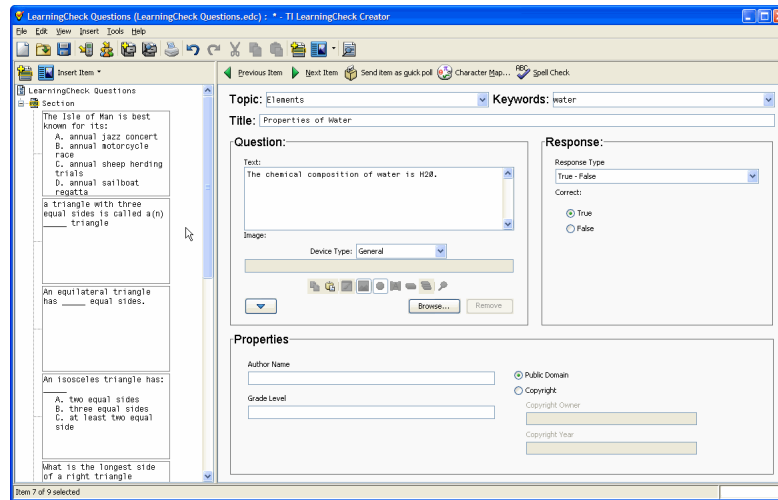 LearningCheck Questions (LearningCheck Questions.edc) : * - TI LearningCheck Creator
File Edit View Insert Tools Help
Insert Item
Previous Item Next Item Send item as quick poll Character Map... ABC Spell Check
LearningCheck Questions
Section
The Isle of Man is best
known for its:
A. annual jazz concert
B. annual motorcycle
race
C. annual sheep herding
trials
D. annual sailboat
regatta
a triangle with three
equal sides is called a(n)
_____ triangle
An equilateral triangle
has _____ equal sides.
An isosceles triangle has:
_____
A. two equal sides
B. three equal sides
C. at least two equal
side
What is the longest side
of a right triangle
Topic: Elements Keywords: water
Title: Properties of Water
Question:
Text:
The chemical composition of water is H20.
Image:
Device Type: General
Browse... Remove
Response:
Response Type
True - False
Correct:
True
False
Properties
Author Name
Grade Level
Public Domain
Copyright
Copyright Owner
Copyright Year
Item 7 of 9 selected